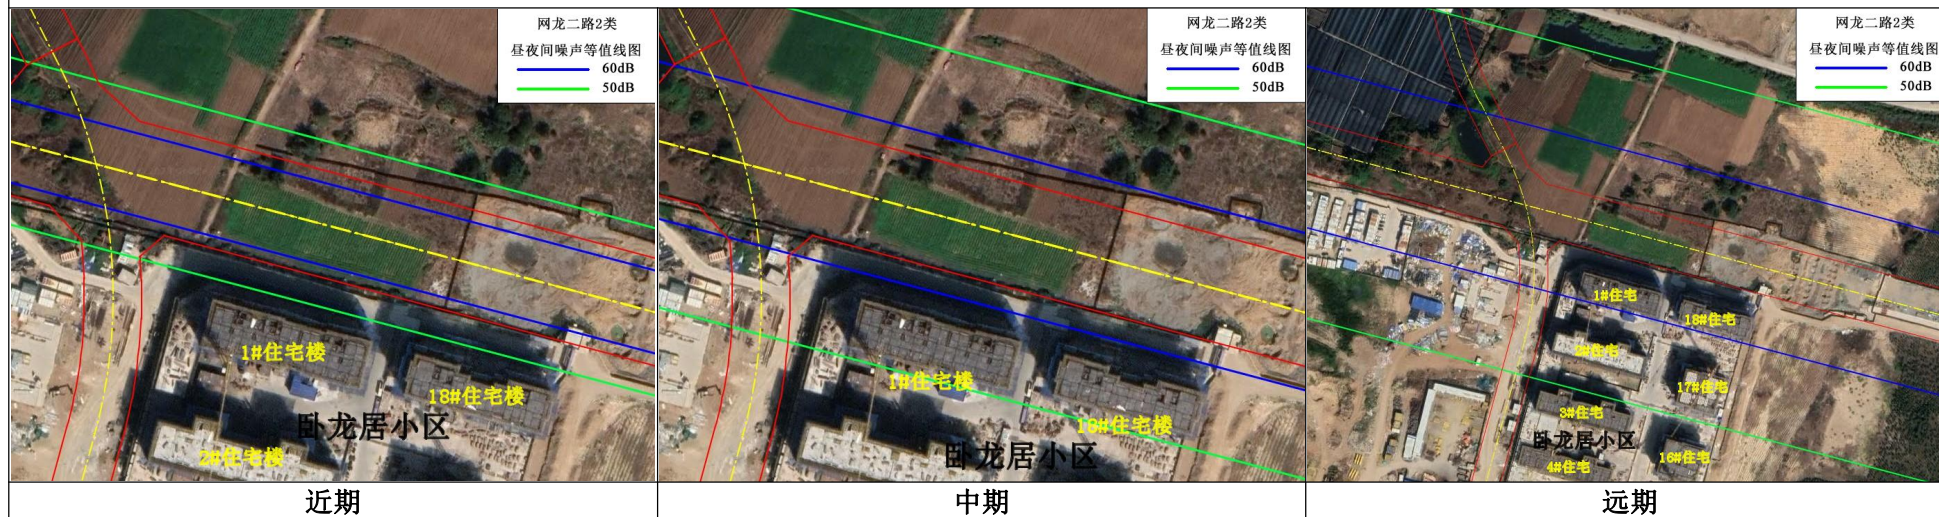 网龙二路2类
昼夜间噪声等值线图
60dB
50dB
1#住宅楼
18#住宅楼
卧龙居小区
2#住宅楼
近期
网龙二路2类
昼夜间噪声等值线图
60dB
50dB
1#住宅楼
18#住宅楼
卧龙居小区
中期
网龙二路2类
昼夜间噪声等值线图
60dB
50dB
1#住宅
18#住宅
2#住宅
17#住宅
3#住宅
卧龙居小区
16#住宅
4#住宅
远期